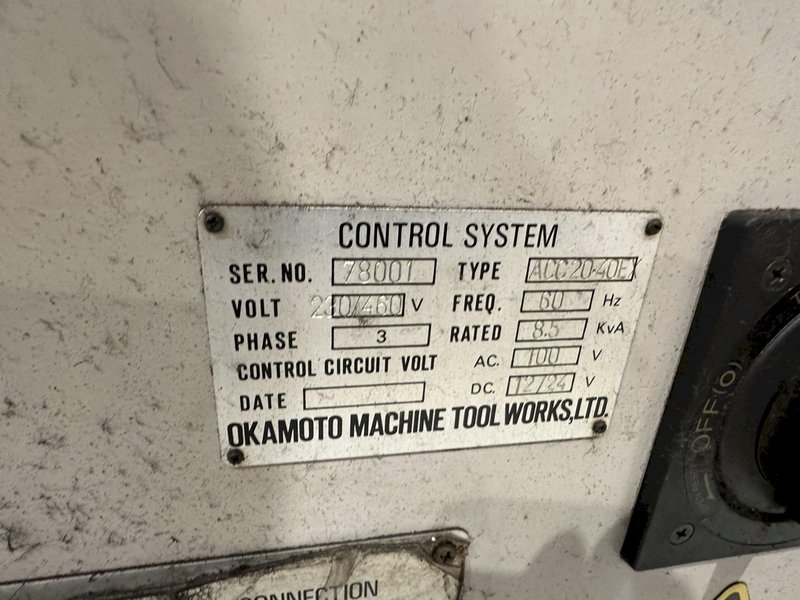 CONTROL SYSTEM
SER. NO. 78001 TYPE ACC20-40EX
VOLT 230/460 V FREQ. 60 Hz
PHASE 3 RATED 8.5 KvA
CONTROL CIRCUIT VOLT AC. 100 V
DATE DC. 12/24 V
OKAMOTO MACHINE TOOL WORKS,LTD.
OFF(O)
CONNECTION